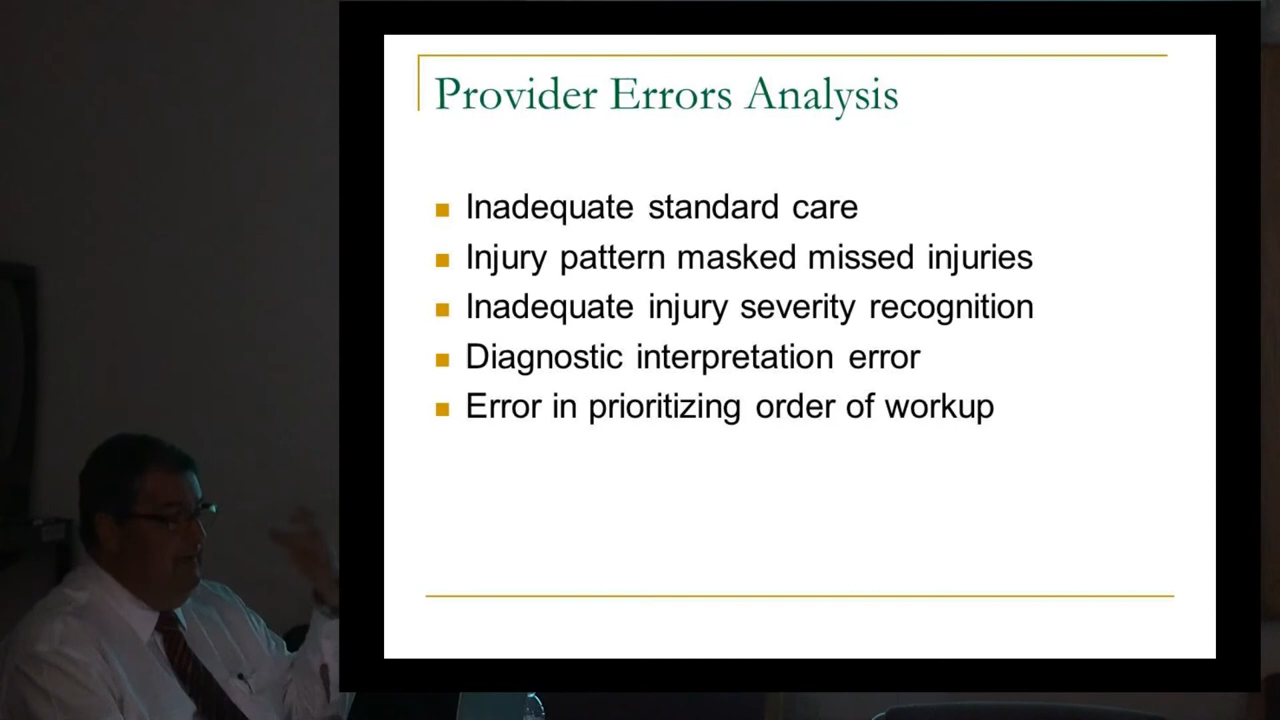 Provider Errors Analysis
Inadequate standard care
Injury pattern masked missed injuries
Inadequate injury severity recognition
Diagnostic interpretation error
Error in prioritizing order of workup